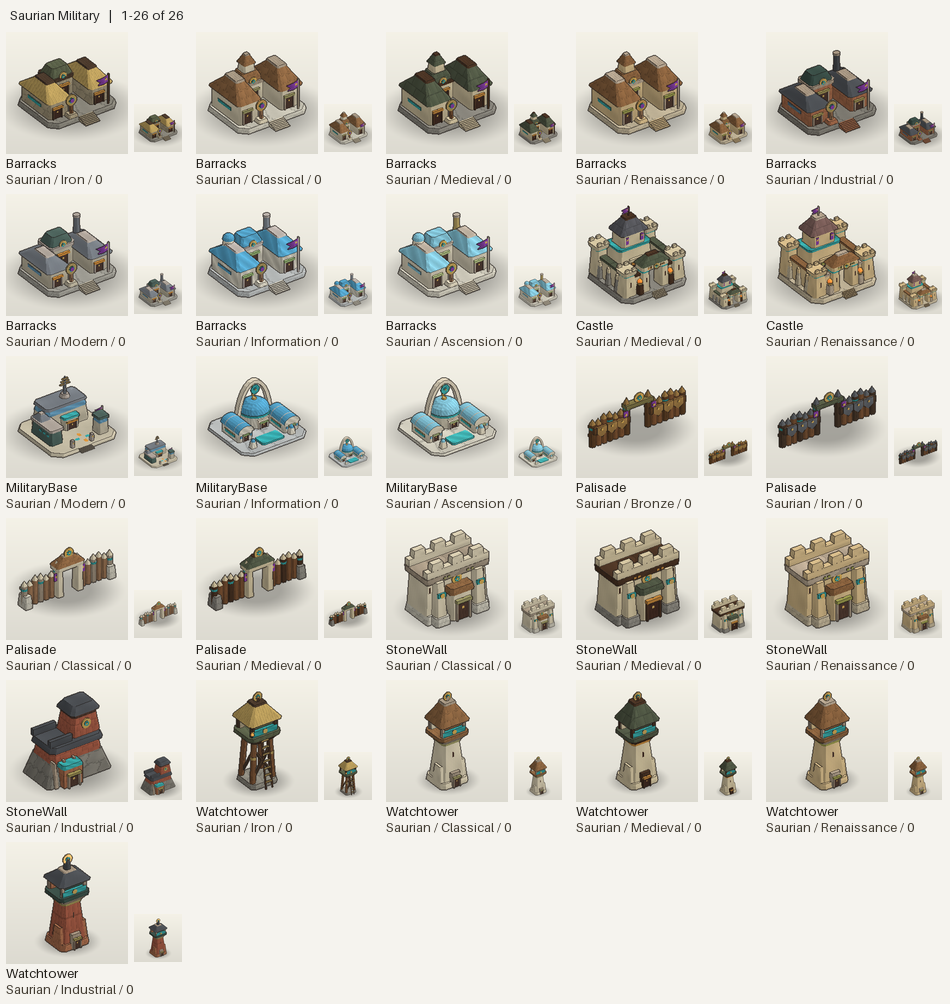 Saurian Military | 1-26 of 26
Barracks
Saurian / Iron / 0
Barracks
Saurian / Classical / 0
Barracks
Saurian / Medieval / 0
Barracks
Saurian / Renaissance / 0
Barracks
Saurian / Industrial / 0
Barracks
Saurian / Modern / 0
Barracks
Saurian / Information / 0
Barracks
Saurian / Ascension / 0
Castle
Saurian / Medieval / 0
Castle
Saurian / Renaissance / 0
MilitaryBase
Saurian / Modern / 0
MilitaryBase
Saurian / Information / 0
MilitaryBase
Saurian / Ascension / 0
Palisade
Saurian / Bronze / 0
Palisade
Saurian / Iron / 0
Palisade
Saurian / Classical / 0
Palisade
Saurian / Medieval / 0
StoneWall
Saurian / Classical / 0
StoneWall
Saurian / Medieval / 0
StoneWall
Saurian / Renaissance / 0
StoneWall
Saurian / Industrial / 0
Watchtower
Saurian / Iron / 0
Watchtower
Saurian / Classical / 0
Watchtower
Saurian / Medieval / 0
Watchtower
Saurian / Renaissance / 0
Watchtower
Saurian / Industrial / 0